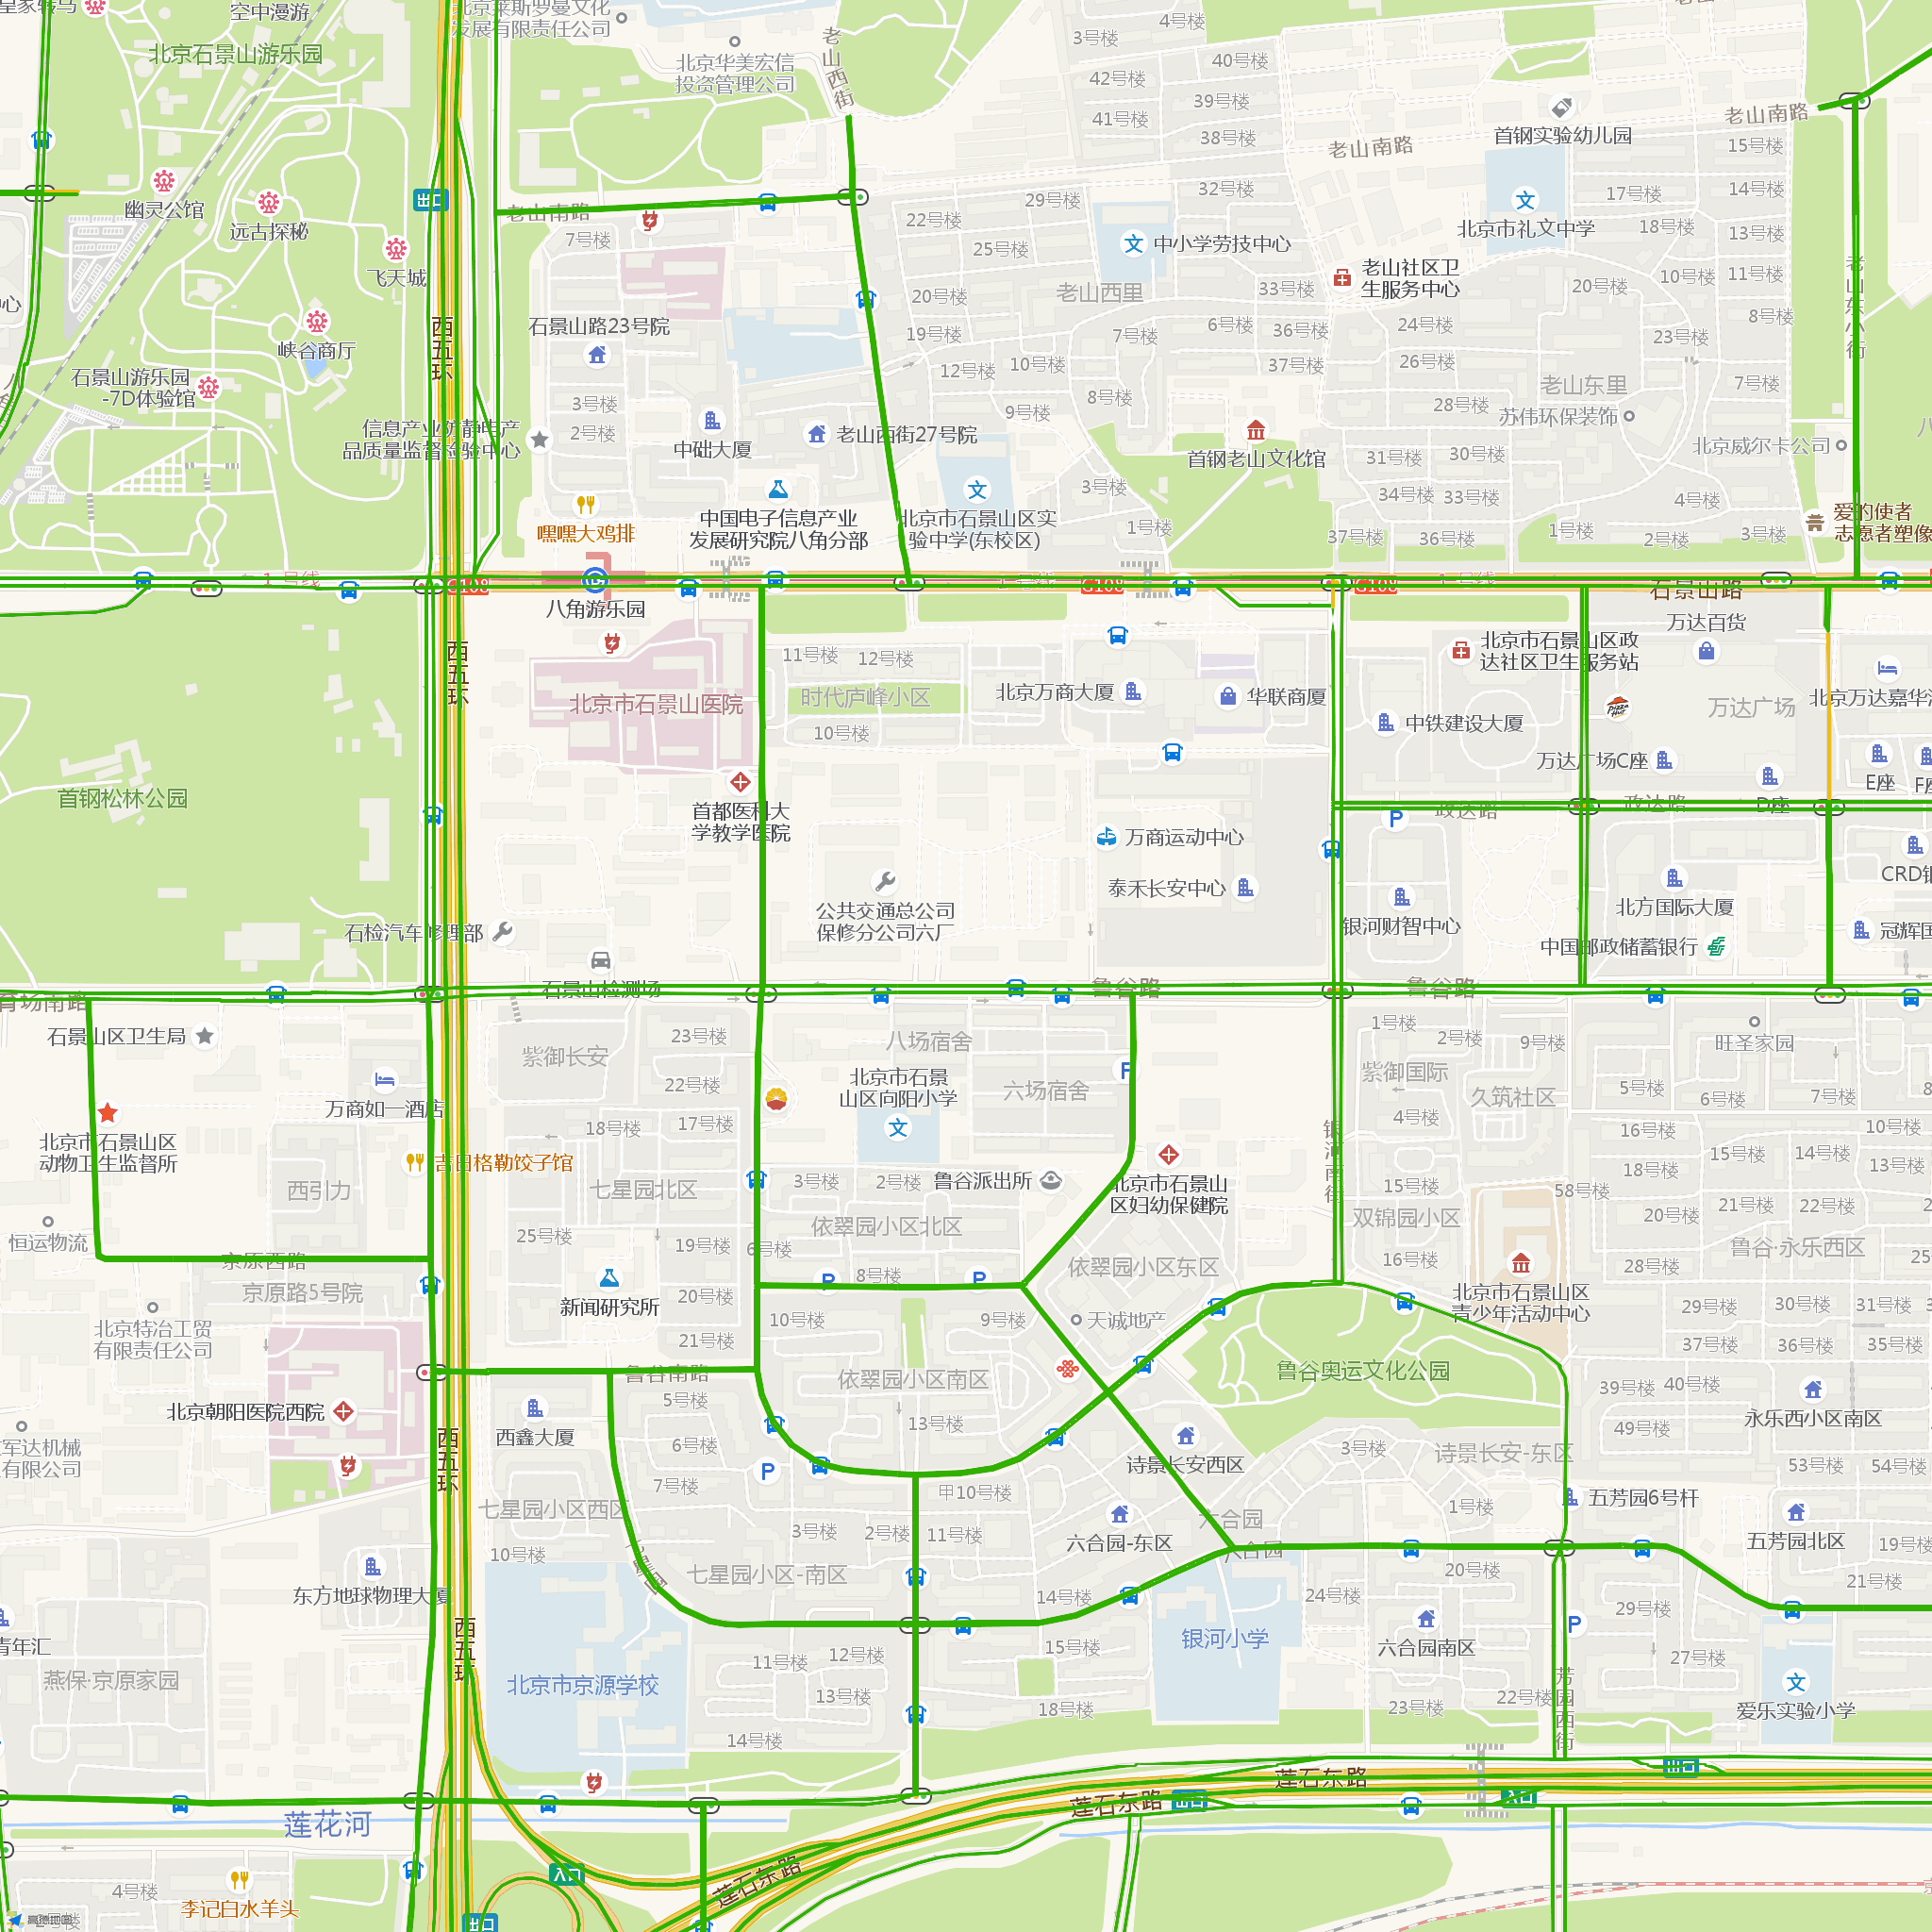 空中漫游
北京石景山游乐园
北京莱斯罗曼文化
发展有限责任公司
北京华美宏信
投资管理公司
老山西街
3号楼
4号楼
40号楼
42号楼
39号楼
41号楼
38号楼
首钢实验幼儿园
老山南路
老山南路
15号楼
幽灵公馆
远古探秘
飞天城
出口
老山南路
7号楼
22号楼
29号楼
25号楼
32号楼
中小学劳技中心
北京市礼文中学
17号楼
14号楼
18号楼
13号楼
老山社区卫
生服务中心
10号楼
11号楼
20号楼
老山东小街
西五环
峡谷商厅
石景山游乐园
-7D体验馆
石景山路23号院
20号楼
19号楼
老山西里
33号楼
7号楼
6号楼
36号楼
24号楼
8号楼
23号楼
12号楼
10号楼
37号楼
26号楼
老山东里
7号楼
3号楼
2号楼
信息产业防静电产
品质量监督检验中心
中础大厦
老山西街27号院
9号楼
8号楼
28号楼
苏伟环保装饰
北京威尔卡公司
首钢老山文化馆
31号楼
30号楼
嘿嘿大鸡排
中国电子信息产业
发展研究院八角分部
北京市石景山区实
验中学(东校区)
3号楼
1号楼
34号楼
33号楼
4号楼
37号楼
36号楼
1号楼
2号楼
3号楼
爱的使者
志愿者塑像
1号线
G108
1号线
G108
G108
1号线
石景山路
八角游乐园
万达百货
北京市石景山区政
达社区卫生服务站
西五环
11号楼
12号楼
北京市石景山医院
时代庐峰小区
10号楼
北京万商大厦
华联商厦
中铁建设大厦
万达广场
北京万达嘉华
万达广场C座
D座
E座
首钢松林公园
首都医科大
学教学医院
政达路
政达路
万商运动中心
泰禾长安中心
公共交通总公司
保修分公司六厂
银河财智中心
北方国际大厦
中国邮政储蓄银行
石检汽车修理部
石景山检测场
鲁谷路
鲁谷路
石景山区卫生局
紫御长安
23号楼
22号楼
八场宿舍
六场宿舍
1号楼
2号楼
9号楼
旺圣家园
紫御国际
久筑社区
5号楼
6号楼
7号楼
万商如一酒店
北京市石景
山区向阳小学
18号楼
17号楼
4号楼
16号楼
10号楼
北京市石景山区
动物卫生监督所
吉日格勒饺子馆
西引力
七星园北区
3号楼
2号楼
鲁谷派出所
北京市石景山
区妇幼保健院
银河南街
15号楼
58号楼
18号楼
15号楼
14号楼
13号楼
恒运物流
25号楼
19号楼
6号楼
依翠园小区北区
双锦园小区
20号楼
21号楼
22号楼
京原西路
京原路5号院
新闻研究所
20号楼
8号楼
依翠园小区东区
16号楼
北京市石景山区
青少年活动中心
28号楼
鲁谷·永乐西区
北京特冶工贸
有限责任公司
21号楼
10号楼
9号楼
天诚地产
29号楼
30号楼
31号楼
37号楼
36号楼
35号楼
鲁谷南路
依翠园小区南区
鲁谷奥运文化公园
39号楼
40号楼
北京朝阳医院西院
西鑫大厦
5号楼
13号楼
49号楼
永乐西小区南区
军达机械
有限公司
西五环
6号楼
7号楼
诗景长安西区
3号楼
诗景长安-东区
53号楼
54号楼
七星园小区西区
甲10号楼
1号楼
五芳园6号杆
10号楼
3号楼
2号楼
11号楼
六合园-东区
六合园
六合园
五芳园北区
19号楼
东方地球物理大厦
七星园小区-南区
14号楼
24号楼
20号楼
21号楼
29号楼
西五环
青年汇
燕保·京原家园
北京市京源学校
11号楼
12号楼
13号楼
14号楼
15号楼
18号楼
银河小学
六合园南区
27号楼
芳园西街
23号楼
22号楼
爱乐实验小学
莲石东路
莲石东路
莲花河
莲石东路
入口
4号楼
李记白水羊头
出口